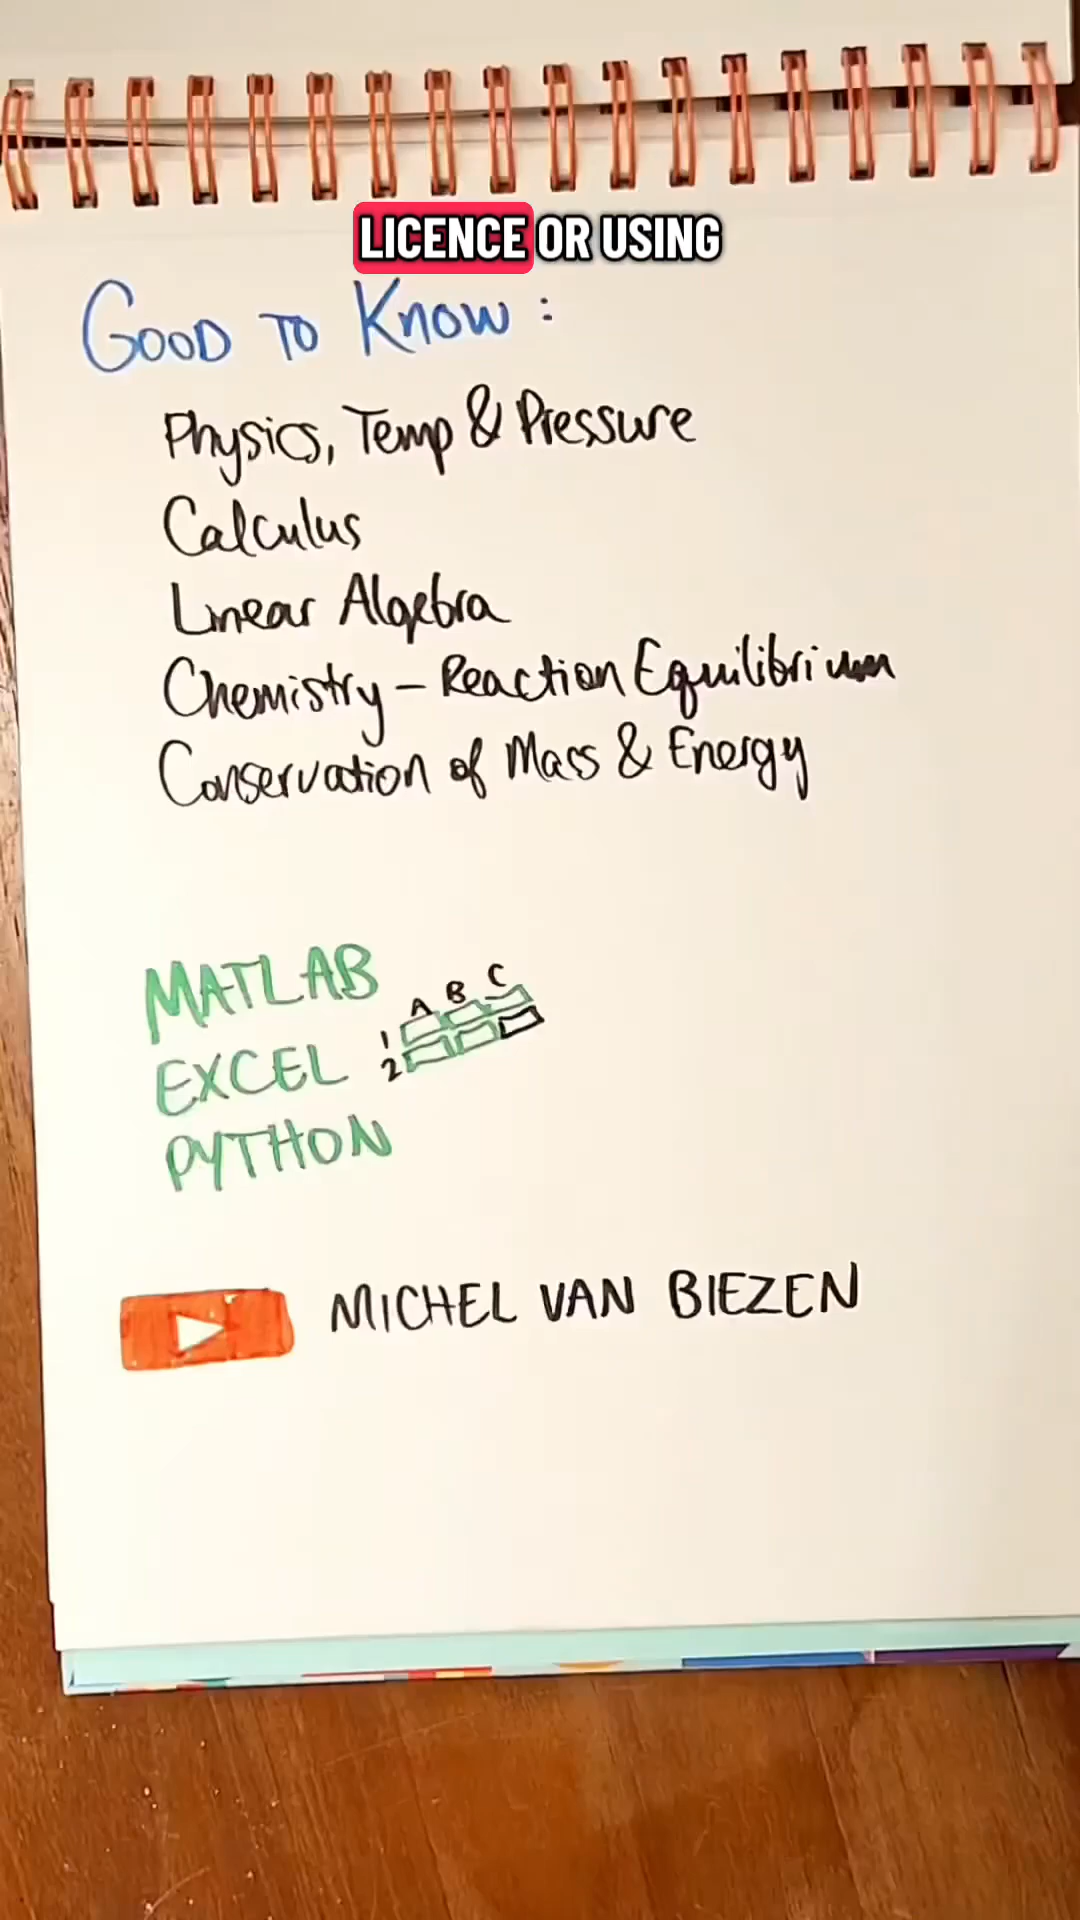 LICENCE OR USING
GOOD TO KNOW :
Physics, Temp & Pressure
Calculus
Linear Algebra
Chemistry – Reaction Equilibrium
Conservation of Mass & Energy
MATLAB
A B C
1
EXCEL
2
PYTHON
MICHEL VAN BIEZEN